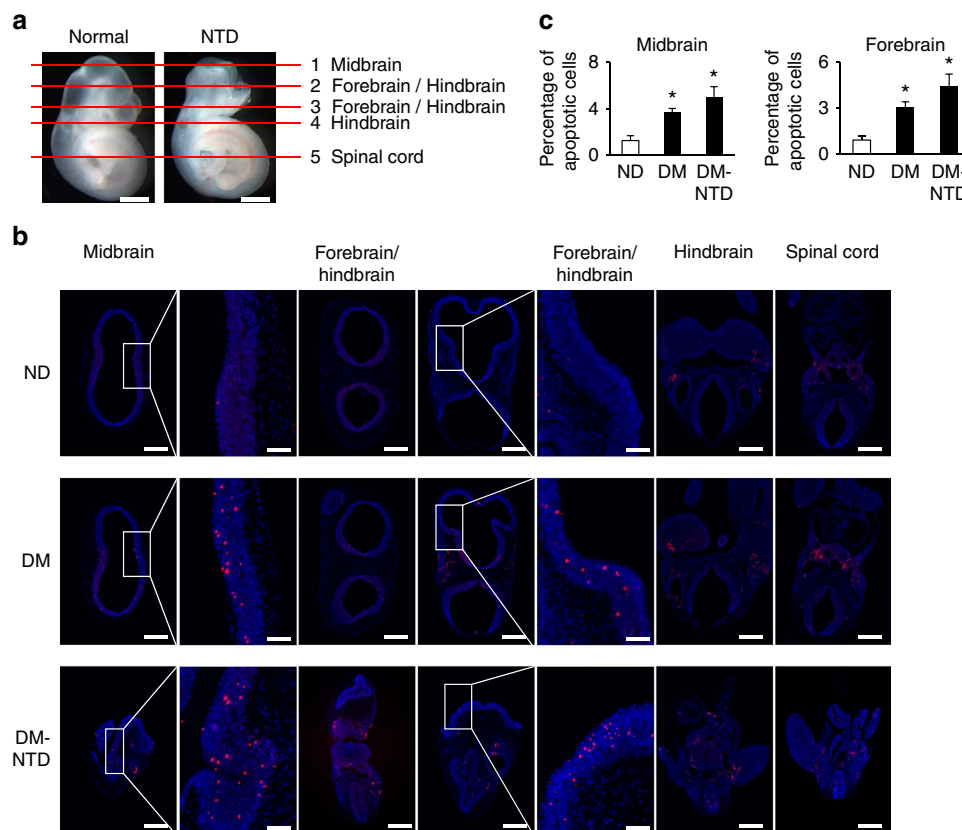 a
Normal
NTD
1 Midbrain
2 Forebrain / Hindbrain
3 Forebrain / Hindbrain
4 Hindbrain
5 Spinal cord
c
Midbrain
Percentage of
apoptotic cells
8
4
0
*
*
ND
DM
DM-
NTD
Forebrain
Percentage of
apoptotic cells
6
3
0
*
*
ND
DM
DM-
NTD
b
Midbrain
Forebrain/
hindbrain
Forebrain/
hindbrain
Hindbrain
Spinal cord
ND
DM
DM-
NTD